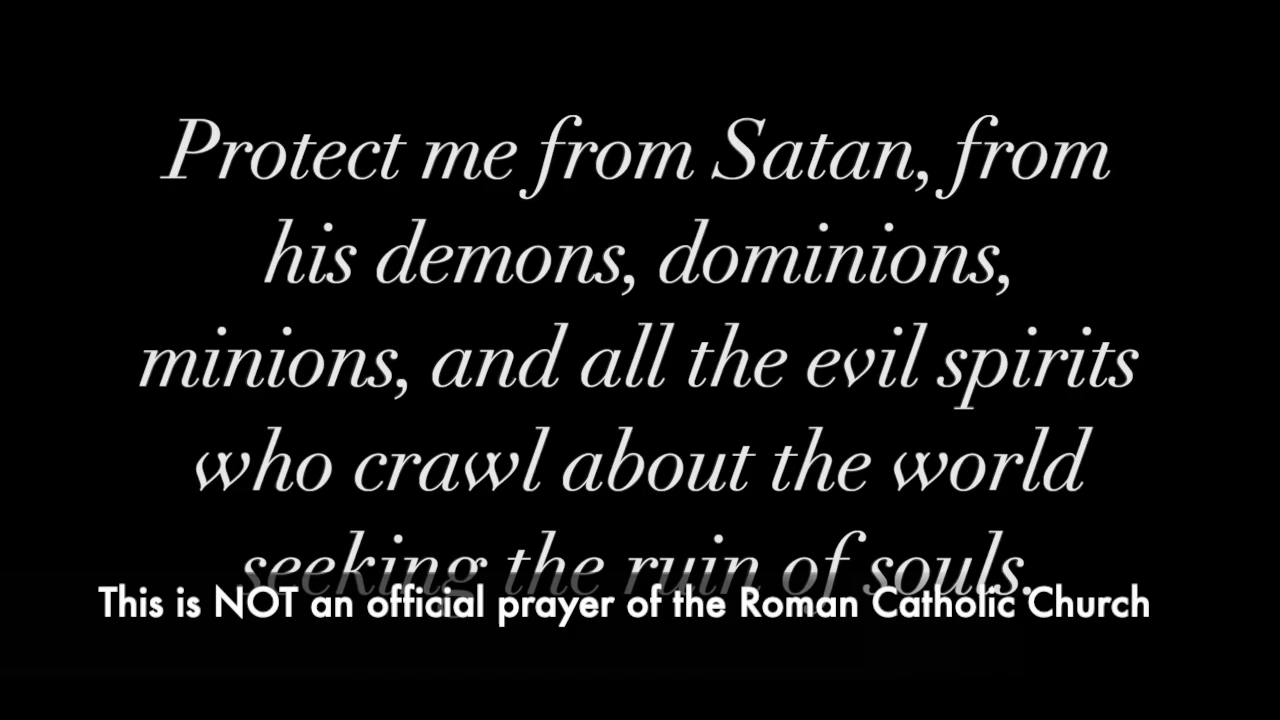 Protect me from Satan, from
his demons, dominions,
minions, and all the evil spirits
who crawl about the world
seeking the ruin of souls.
This is NOT an official prayer of the Roman Catholic Church